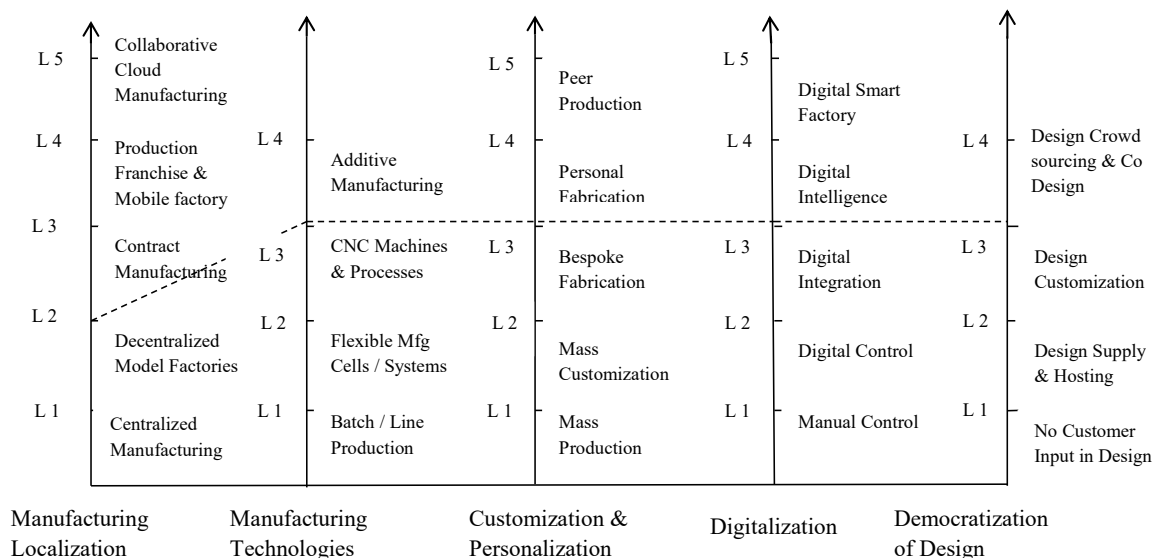 L 5
Collaborative
Cloud
Manufacturing
L 4
Production
Franchise &
Mobile factory
L 3
Contract
Manufacturing
L 2
Decentralized
Model Factories
L 1
Centralized
Manufacturing
Manufacturing
Localization
L 4
Additive
Manufacturing
L 3
CNC Machines
& Processes
L 2
Flexible Mfg
Cells / Systems
L 1
Batch / Line
Production
Manufacturing
Technologies
L 5
Peer
Production
L 4
Personal
Fabrication
L 3
Bespoke
Fabrication
L 2
Mass
Customization
L 1
Mass
Production
Customization &
Personalization
L 5
Digital Smart
Factory
L 4
Digital
Intelligence
L 3
Digital
Integration
L 2
Digital Control
L 1
Manual Control
Digitalization
L 4
Design Crowd
sourcing & Co
Design
L 3
Design
Customization
L 2
Design Supply
& Hosting
L 1
No Customer
Input in Design
Democratization
of Design